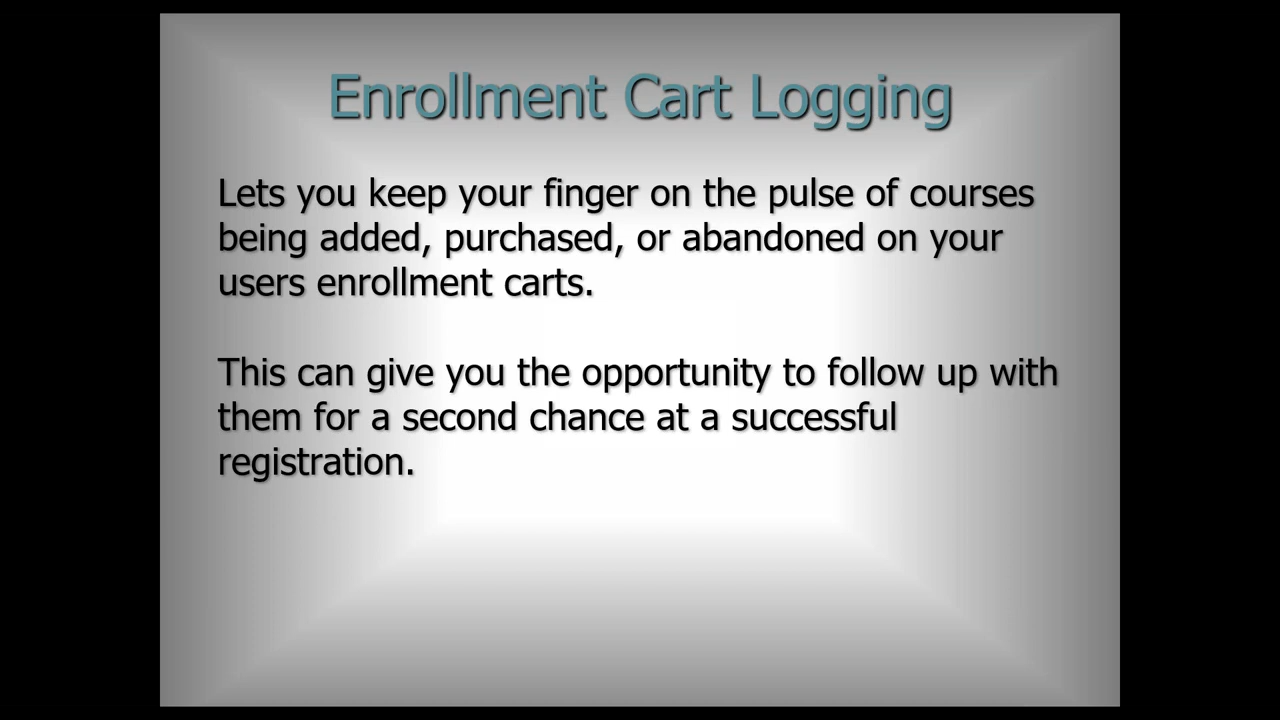 Enrollment Cart Logging
Lets you keep your finger on the pulse of courses
being added, purchased, or abandoned on your
users enrollment carts.
This can give you the opportunity to follow up with
them for a second chance at a successful
registration.